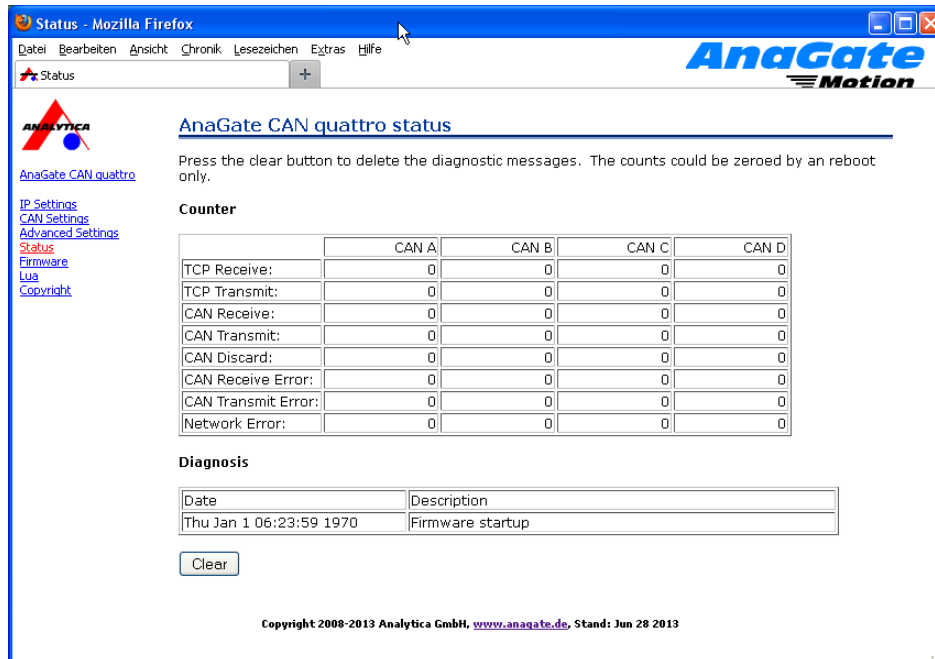 Status - Mozilla Firefox
Datei Bearbeiten Ansicht Chronik Lesezeichen Extras Hilfe
Status +
AnaGate
Motion
ANALYTICA
AnaGate CAN quattro
IP Settings
CAN Settings
Advanced Settings
Status
Firmware
Lua
Copyright
AnaGate CAN quattro status
Press the clear button to delete the diagnostic messages. The counts could be zeroed by an reboot
only.
Counter
CAN A CAN B CAN C CAN D
TCP Receive: 0 0 0 0
TCP Transmit: 0 0 0 0
CAN Receive: 0 0 0 0
CAN Transmit: 0 0 0 0
CAN Discard: 0 0 0 0
CAN Receive Error: 0 0 0 0
CAN Transmit Error: 0 0 0 0
Network Error: 0 0 0 0
Diagnosis
Date Description
Thu Jan 1 06:23:59 1970 Firmware startup
Clear
Copyright 2008-2013 Analytica GmbH, www.anagate.de, Stand: Jun 28 2013